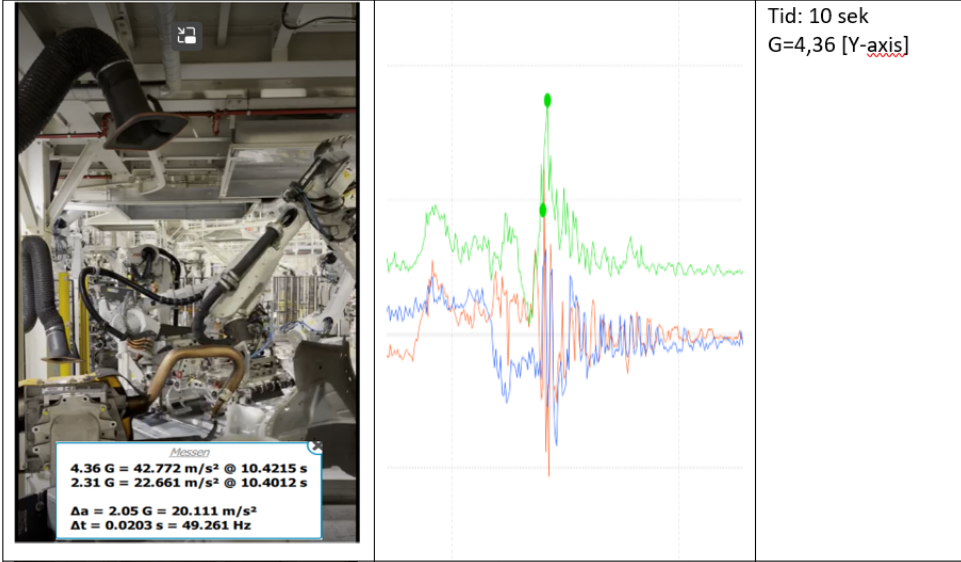 Messen
4.36 G = 42.772 m/s² @ 10.4215 s
2.31 G = 22.661 m/s² @ 10.4012 s
Δa = 2.05 G = 20.111 m/s²
Δt = 0.0203 s = 49.261 Hz
Tid: 10 sek
G=4,36 [Y-axis]